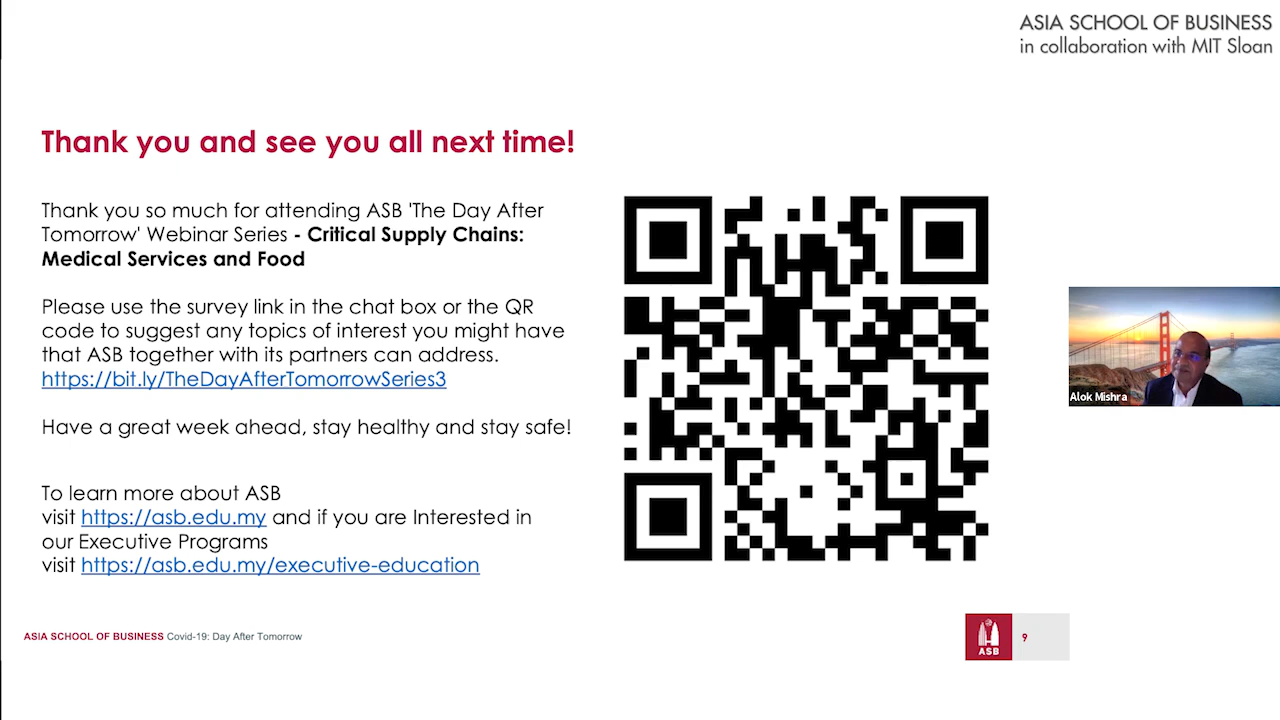 ASIA SCHOOL OF BUSINESS
in collaboration with MIT Sloan
Thank you and see you all next time!
Thank you so much for attending ASB 'The Day After
Tomorrow' Webinar Series - Critical Supply Chains:
Medical Services and Food
Please use the survey link in the chat box or the QR
code to suggest any topics of interest you might have
that ASB together with its partners can address.
https://bit.ly/TheDayAfterTomorrowSeries3
Have a great week ahead, stay healthy and stay safe!
To learn more about ASB
visit https://asb.edu.my and if you are Interested in
our Executive Programs
visit https://asb.edu.my/executive-education
Alok Mishra
ASIA SCHOOL OF BUSINESS Covid-19: Day After Tomorrow
ASB
9